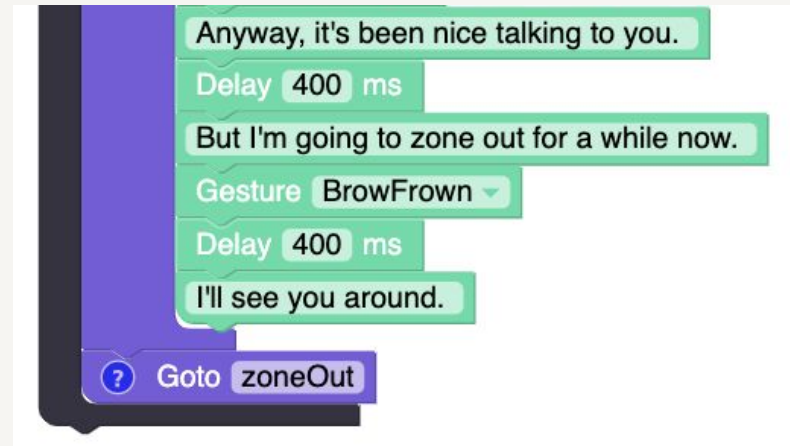 Anyway, it's been nice talking to you.
Delay 400 ms
But I'm going to zone out for a while now.
Gesture BrowFrown
Delay 400 ms
I'll see you around.
? Goto zoneOut